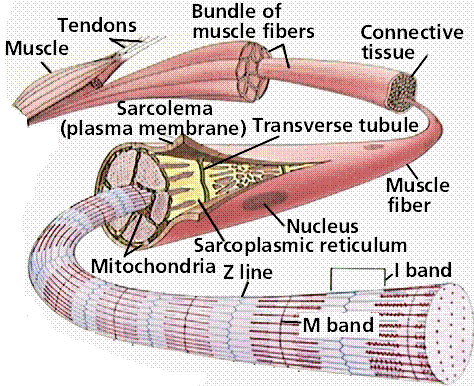 Tendons
Muscle
Bundle of
muscle fibers
Connective
tissue
Sarcolema
(plasma membrane)
Transverse tubule
Muscle
fiber
Nucleus
Sarcoplasmic reticulum
Mitochondria
Z line
I band
M band